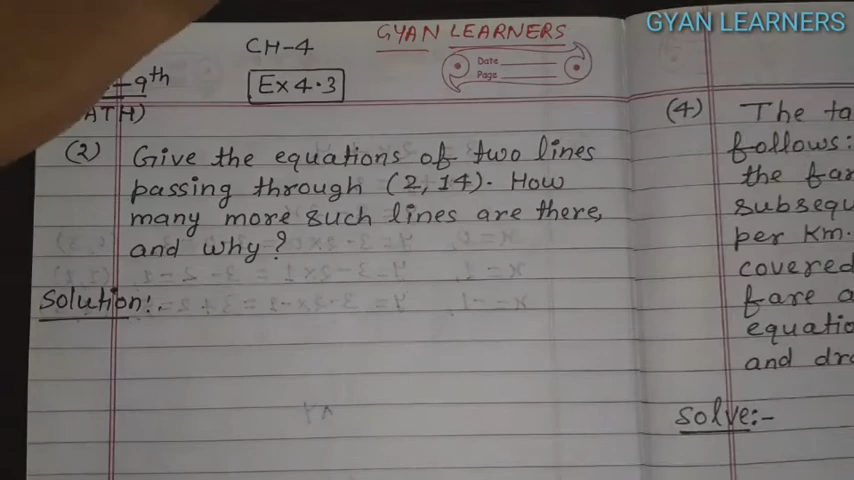 GYAN LEARNERS
CH-4
GYAN LEARNERS
Date
Page
9th
Ex 4.3
ATH)
(2) Give the equations of two lines
passing through (2, 14). How
many more such lines are there,
and why?
Solution:-
(4) The ta
follows:
the far
subsequ
per Km.
covered
fare a
equatio
and dra
Solve:-